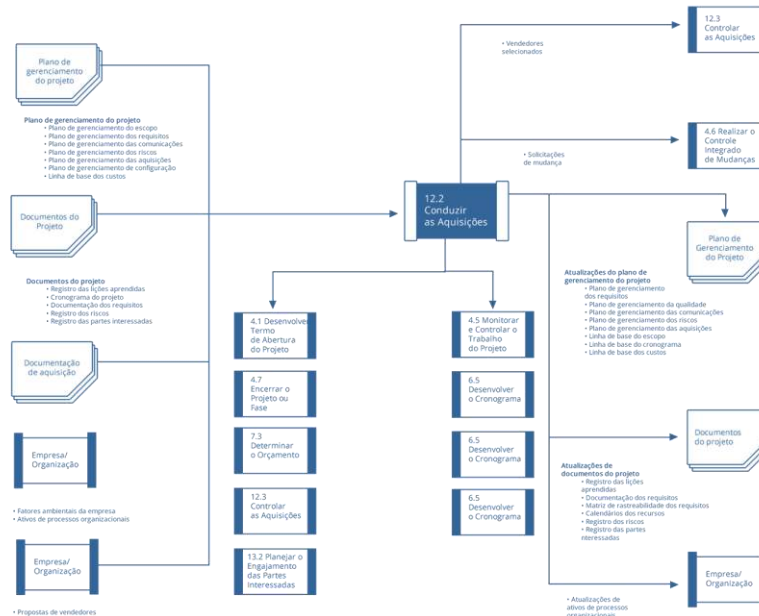 Plano de
gerenciamento
do projeto
Plano de gerenciamento do projeto
• Plano de gerenciamento do escopo
• Plano de gerenciamento dos requisitos
• Plano de gerenciamento das comunicações
• Plano de gerenciamento dos riscos
• Plano de gerenciamento das aquisições
• Plano de gerenciamento de configuração
• Linha de base dos custos
Documentos do
Projeto
Documentos do projeto
• Registro das lições aprendidas
• Cronograma do projeto
• Documentação dos requisitos
• Registro dos riscos
• Registro das partes interessadas
Documentação
de aquisição
Empresa/
Organização
• Fatores ambientais da empresa
• Ativos de processos organizacionais
Empresa/
Organização
• Propostas de vendedores
12.2
Conduzir
as Aquisições
4.1 Desenvolver
Termo
de Abertura
do Projeto
4.7
Encerrar o
Projeto ou
Fase
7.3
Determinar
o Orçamento
12.3
Controlar
as Aquisições
13.2 Planejar o
Engajamento
das Partes
Interessadas
4.5 Monitorar
e Controlar o
Trabalho
do Projeto
6.5
Desenvolver
o Cronograma
6.5
Desenvolver
o Cronograma
6.5
Desenvolver
o Cronograma
• Vendedores
selecionados
12.3
Controlar
as Aquisições
• Solicitações
de mudança
4.6 Realizar o
Controle
Integrado
de Mudanças
Plano de
Gerenciamento
do Projeto
Atualizações do plano de
gerenciamento do projeto
• Plano de gerenciamento
dos requisitos
• Plano de gerenciamento da qualidade
• Plano de gerenciamento das comunicações
• Plano de gerenciamento dos riscos
• Plano de gerenciamento das aquisições
• Linha de base do escopo
• Linha de base do cronograma
• Linha de base dos custos
Documentos
do projeto
Atualizações de
documentos do projeto
• Registro das lições
aprendidas
• Documentação dos requisitos
• Matriz de rastreabilidade dos requisitos
• Calendários dos recursos
• Registro dos riscos
• Registro das partes
nteressadas
Empresa/
Organização
• Atualizações de
ativos de processos
organizacionais